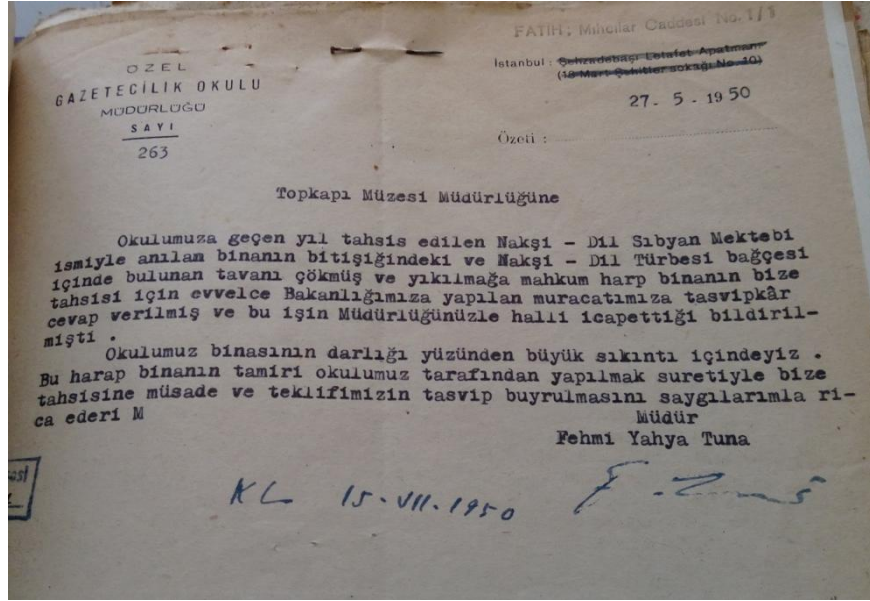 FATİH; Mıhcılar Caddesi No. 1/1
ÖZEL
GAZETECİLİK OKULU
MÜDÜRLÜĞÜ
SAYI
263
İstanbul : Şehzadebaşı Letafet Apatmanı
(18 Mart Şehitler sokağı No. 10)
27. 5 . 1950
Özeti :
Topkapı Müzesi Müdürlüğüne
Okulumuza geçen yıl tahsis edilen Nakşi - Dil Sıbyan Mektebi
ismiyle anılan binanın bitişiğindeki ve Nakşi - Dil Türbesi bağçesi
içinde bulunan tavanı çökmüş ve yıkılmağa mahkum harp binanın bize
tahsisi için evvelce Bakanlığımıza yapılan muracatımıza tasvipkâr
cevap verilmiş ve bu işin Müdürlüğünüzle halli icapettiği bildiril-
mişti .
Okulumuz binasının darlığı yüzünden büyük sıkıntı içindeyiz .
Bu harap binanın tamiri okulumuz tarafından yapılmak suretiyle bize
tahsisine müsade ve teklifimizin tasvip buyrulmasını saygılarımla ri-
ca ederi M
Müdür
Fehmi Yahya Tuna
KL 15-VII-1950